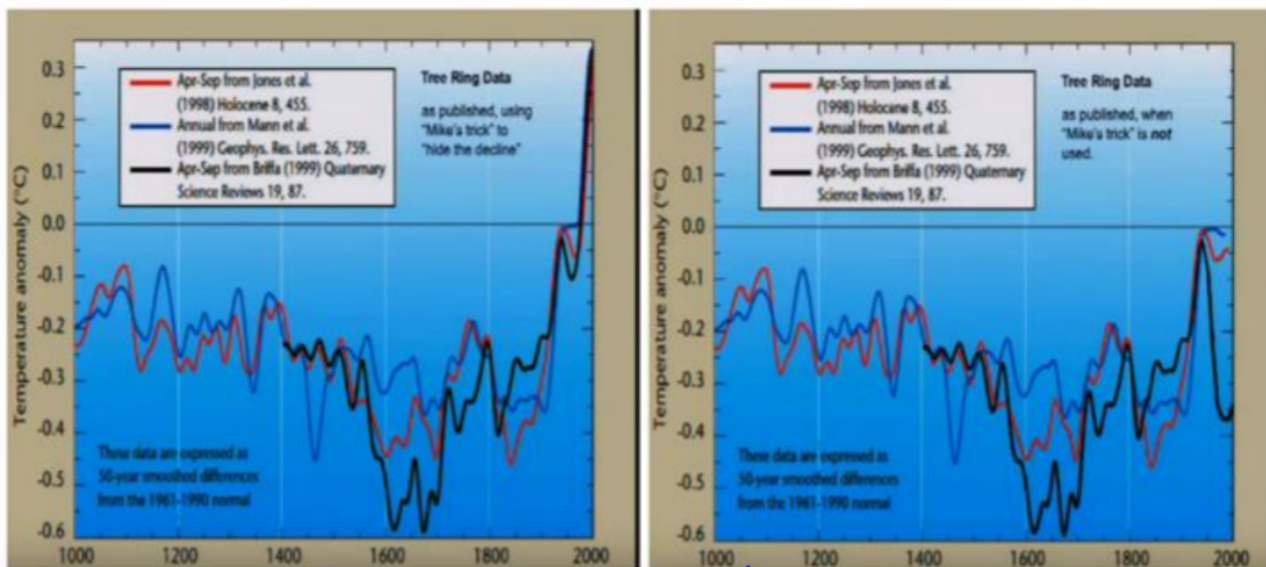 Temperature anomaly (°C)
0.3
0.2
0.1
0.0
-0.1
-0.2
-0.3
-0.4
-0.5
-0.6
Apr-Sep from Jones et al.
(1998) Holocene 8, 455.
Annual from Mann et al.
(1999) Geophys. Res. Lett. 26, 759.
Apr-Sep from Briffa (1999) Quaternary
Science Reviews 19, 87.
Tree Ring Data
as published, using
"Mike's trick" to
"hide the decline"
These data are expressed as
50-year smoothed differences
from the 1961-1990 normal
1000 1200 1400 1600 1800 2000
Temperature anomaly (°C)
0.3
0.2
0.1
0.0
-0.1
-0.2
-0.3
-0.4
-0.5
-0.6
Apr-Sep from Jones et al.
(1998) Holocene 8, 455.
Annual from Mann et al.
(1999) Geophys. Res. Lett. 26, 759.
Apr-Sep from Briffa (1999) Quaternary
Science Reviews 19, 87.
Tree Ring Data
as published, when
"Mike's trick" is not
used.
These data are expressed as
50-year smoothed differences
from the 1961-1990 normal
1000 1200 1400 1600 1800 2000